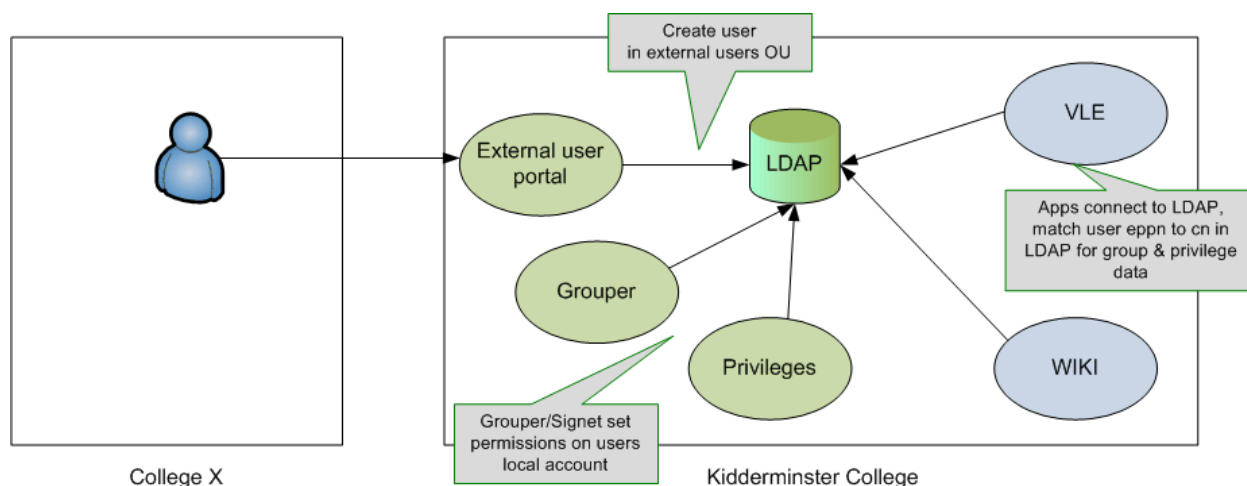 Create user
in external users OU
External user
portal
LDAP
VLE
Apps connect to LDAP,
match user eppn to cn in
LDAP for group & privilege
data
Grouper
Privileges
WIKI
Grouper/Signet set
permissions on users
local account
College X
Kidderminster College